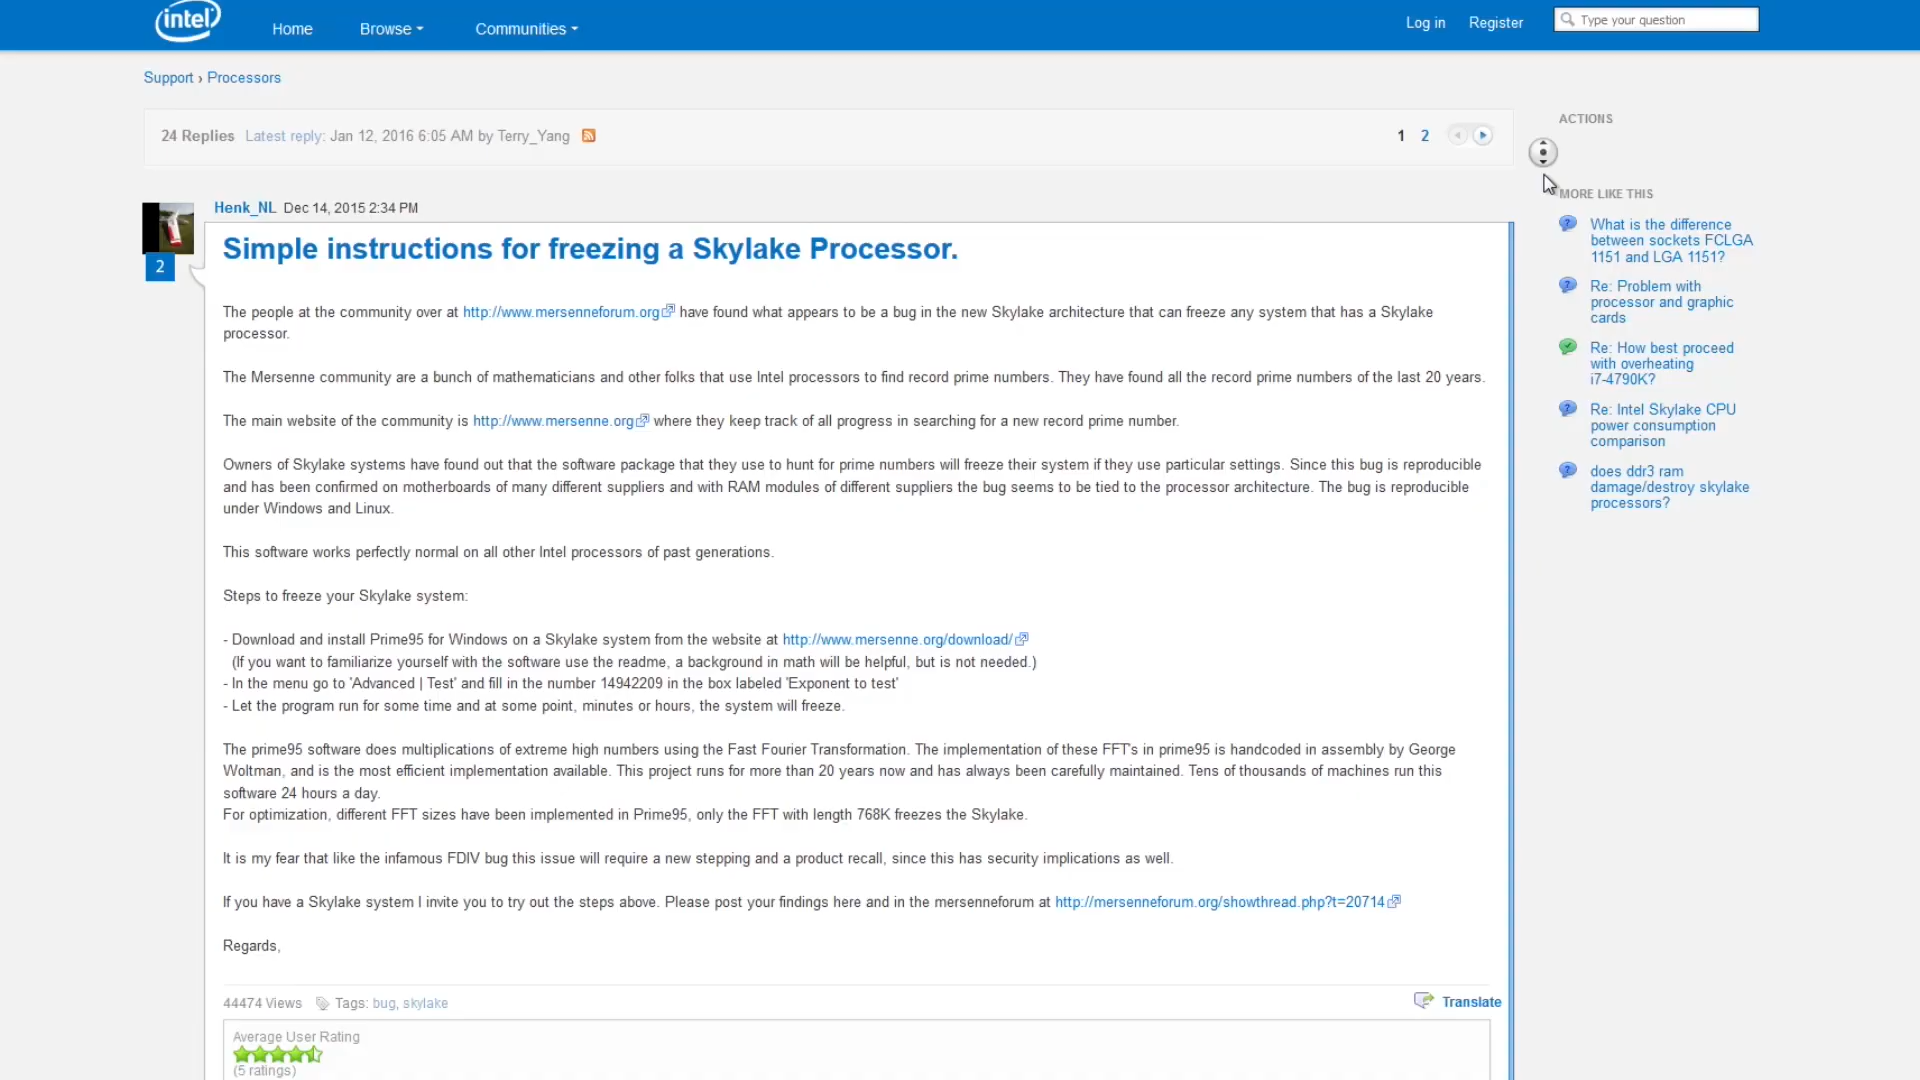 intel
Home Browse Communities Log in Register Type your question
Support › Processors
24 Replies Latest reply: Jan 12, 2016 6:05 AM by Terry_Yang 1 2
ACTIONS
Henk_NL Dec 14, 2015 2:34 PM
2
Simple instructions for freezing a Skylake Processor.
The people at the community over at http://www.mersenneforum.org have found what appears to be a bug in the new Skylake architecture that can freeze any system that has a Skylake
processor.
The Mersenne community are a bunch of mathematicians and other folks that use Intel processors to find record prime numbers. They have found all the record prime numbers of the last 20 years.
The main website of the community is http://www.mersenne.org where they keep track of all progress in searching for a new record prime number.
Owners of Skylake systems have found out that the software package that they use to hunt for prime numbers will freeze their system if they use particular settings. Since this bug is reproducible
and has been confirmed on motherboards of many different suppliers and with RAM modules of different suppliers the bug seems to be tied to the processor architecture. The bug is reproducible
under Windows and Linux.
This software works perfectly normal on all other Intel processors of past generations.
Steps to freeze your Skylake system:
- Download and install Prime95 for Windows on a Skylake system from the website at http://www.mersenne.org/download/
(If you want to familiarize yourself with the software use the readme, a background in math will be helpful, but is not needed.)
- In the menu go to 'Advanced | Test' and fill in the number 14942209 in the box labeled 'Exponent to test'
- Let the program run for some time and at some point, minutes or hours, the system will freeze.
The prime95 software does multiplications of extreme high numbers using the Fast Fourier Transformation. The implementation of these FFT's in prime95 is handcoded in assembly by George
Woltman, and is the most efficient implementation available. This project runs for more than 20 years now and has always been carefully maintained. Tens of thousands of machines run this
software 24 hours a day.
For optimization, different FFT sizes have been implemented in Prime95, only the FFT with length 768K freezes the Skylake.
It is my fear that like the infamous FDIV bug this issue will require a new stepping and a product recall, since this has security implications as well.
If you have a Skylake system I invite you to try out the steps above. Please post your findings here and in the mersenneforum at http://mersenneforum.org/showthread.php?t=20714
Regards,
44474 Views Tags: bug, skylake Translate
Average User Rating
(5 ratings)
MORE LIKE THIS
What is the difference
between sockets FCLGA
1151 and LGA 1151?
Re: Problem with
processor and graphic
cards
Re: How best proceed
with overheating
i7-4790K?
Re: Intel Skylake CPU
power consumption
comparison
does ddr3 ram
damage/destroy skylake
processors?